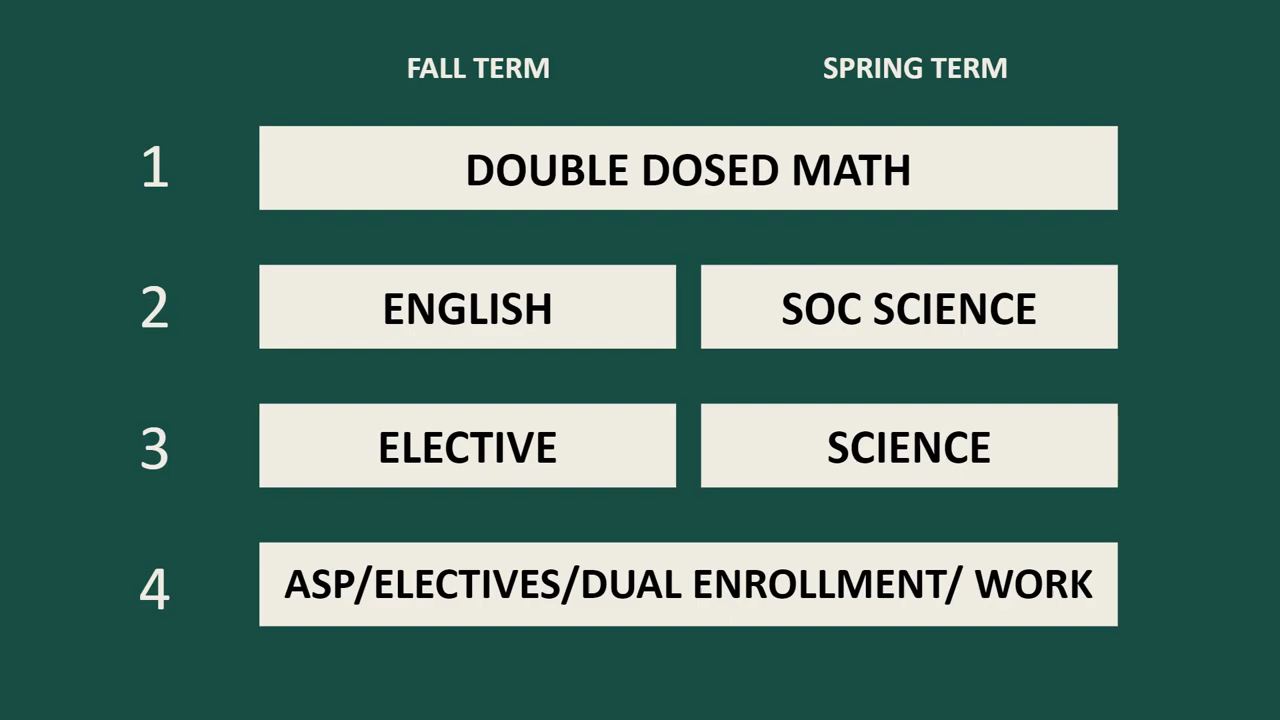 FALL TERM SPRING TERM
1 DOUBLE DOSED MATH
2 ENGLISH SOC SCIENCE
3 ELECTIVE SCIENCE
4 ASP/ELECTIVES/DUAL ENROLLMENT/ WORK